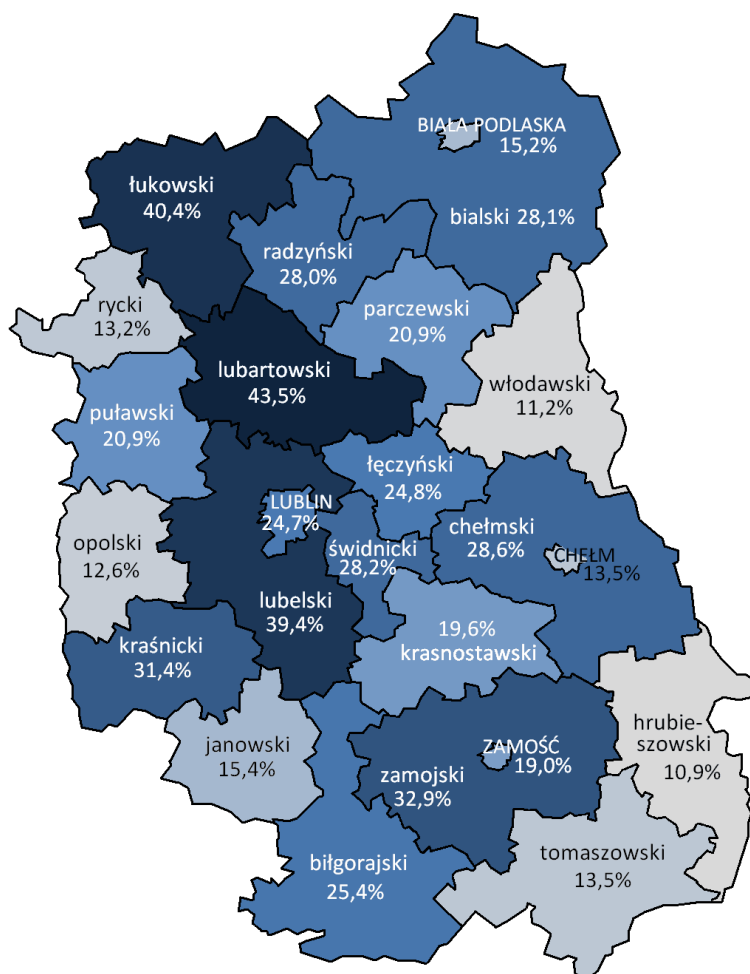 BIAŁA PODLASKA
15,2%
łukowski
40,4%
bialski 28,1%
radzyński
28,0%
rycki
13,2%
parczewski
20,9%
lubartowski
43,5%
włodawski
11,2%
puławski
20,9%
łęczyński
24,8%
LUBLIN
24,7%
chełmski
28,6%
CHEŁM
13,5%
opolski
12,6%
świdnicki
28,2%
lubelski
39,4%
19,6%
krasnostawski
kraśnicki
31,4%
hrubie-
szowski
10,9%
janowski
15,4%
ZAMOŚĆ
19,0%
zamojski
32,9%
tomaszowski
13,5%
biłgorajski
25,4%